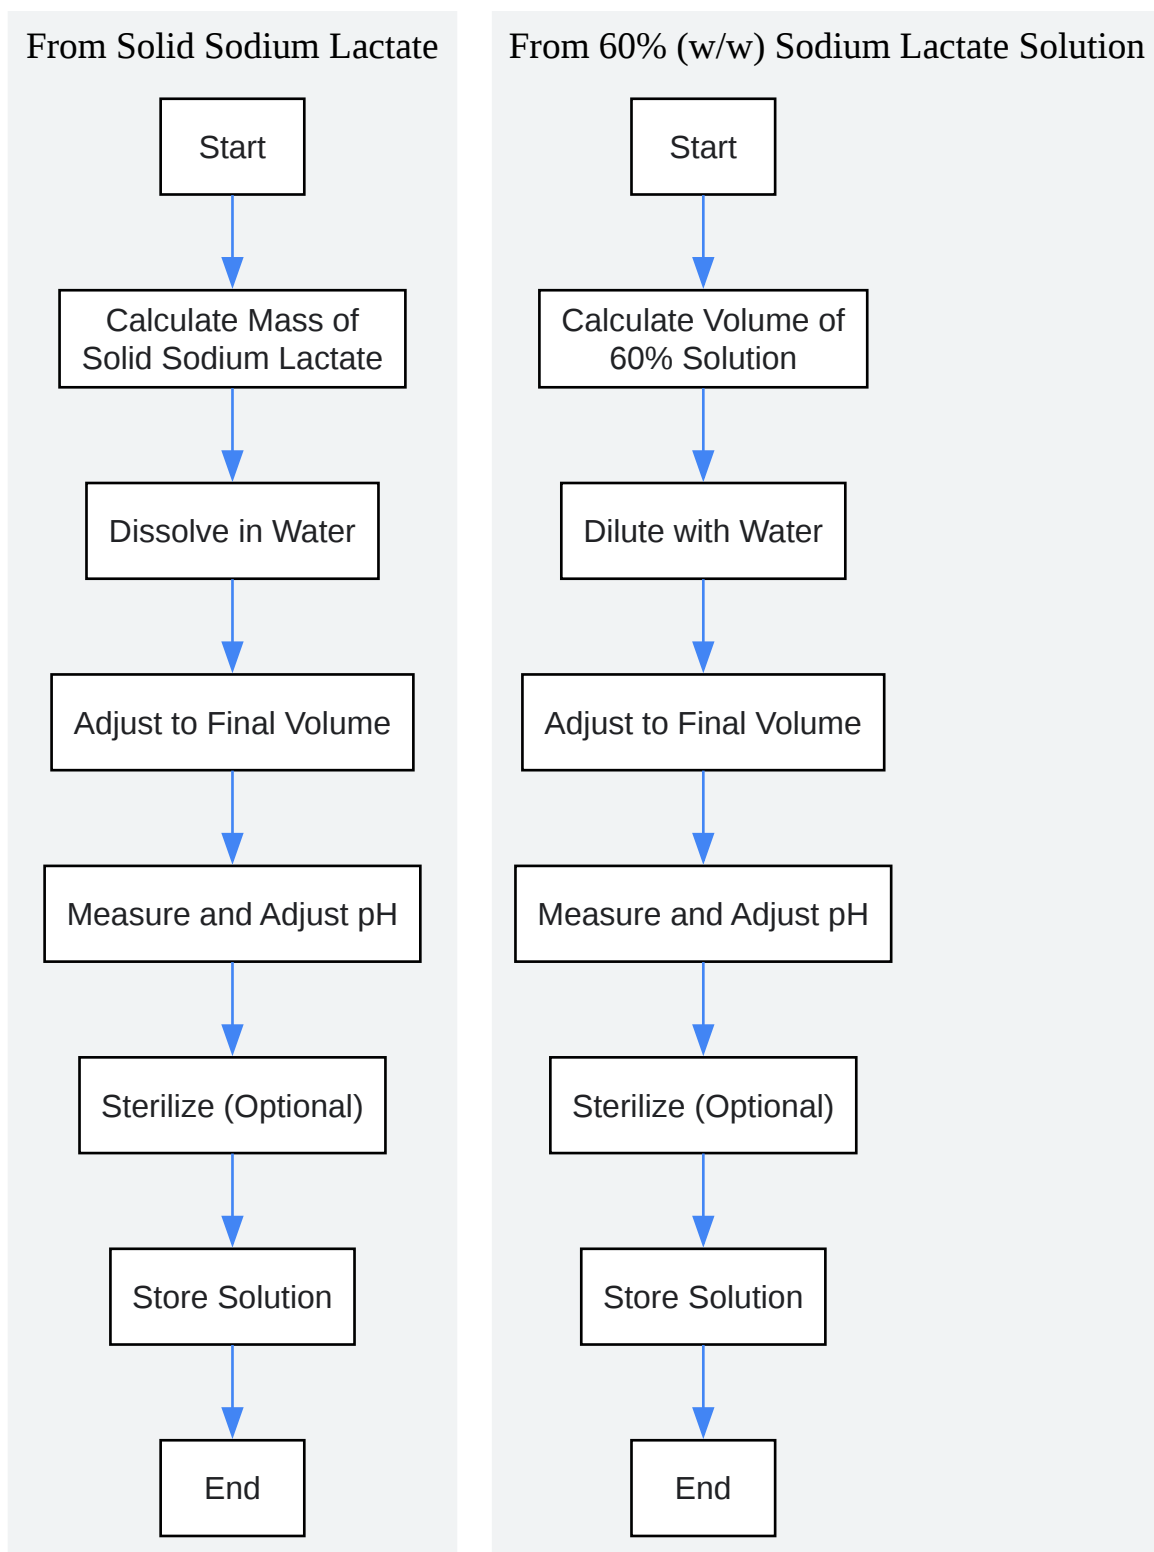 From Solid Sodium Lactate
Start
Calculate Mass of
Solid Sodium Lactate
Dissolve in Water
Adjust to Final Volume
Measure and Adjust pH
Sterilize (Optional)
Store Solution
End
From 60% (w/w) Sodium Lactate Solution
Start
Calculate Volume of
60% Solution
Dilute with Water
Adjust to Final Volume
Measure and Adjust pH
Sterilize (Optional)
Store Solution
End